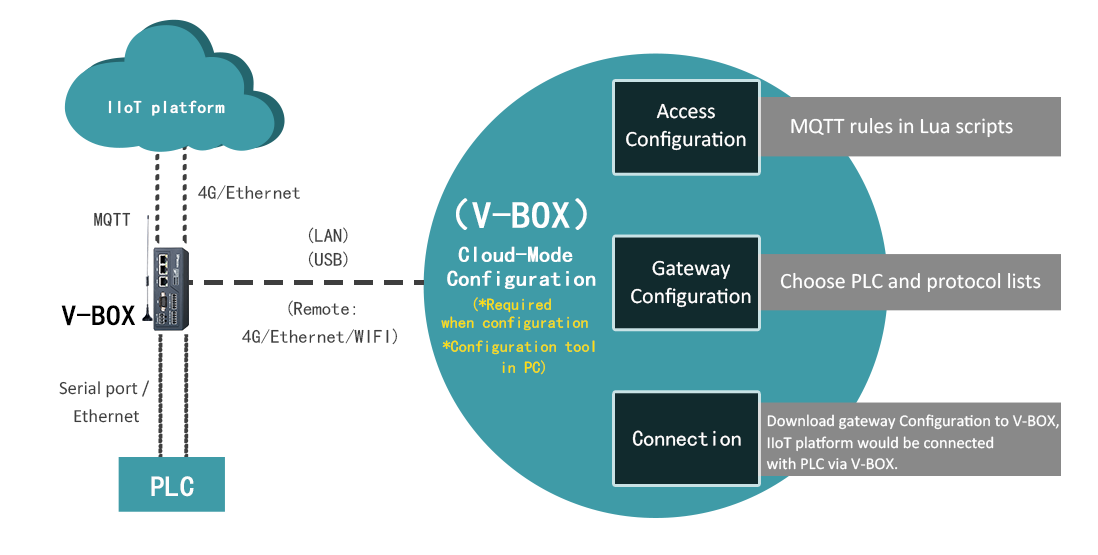 IIoT platform
4G/Ethernet
MQTT
V-BOX
Serial port /
Ethernet
PLC
(LAN)
(USB)
(Remote:
4G/Ethernet/WIFI)
(V-BOX)
Cloud-Mode
Configuration
(*Required
when configuration
*Configuration tool
in PC)
Access
Configuration
MQTT rules in Lua scripts
Gateway
Configuration
Choose PLC and protocol lists
Connection
Download gateway Configuration to V-BOX,
IIoT platform would be connected
with PLC via V-BOX.